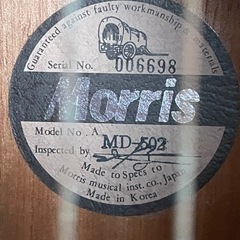 Guaranteed against faulty workmanship & materials
Serial No. 006698
Morris
Model No. A
MD-502
Inspected by
Made to Specs to
Morris musical inst. co., Japan
Made in Korea